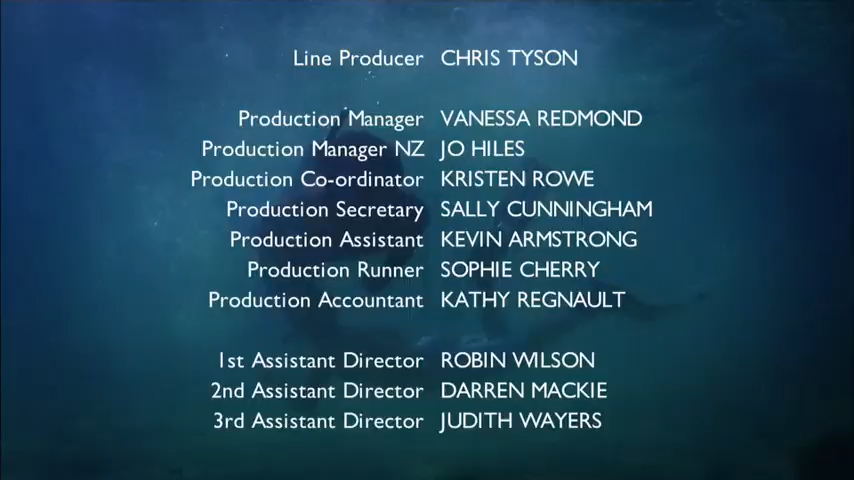 Line Producer CHRIS TYSON
Production Manager VANESSA REDMOND
Production Manager NZ JO HILES
Production Co-ordinator KRISTEN ROWE
Production Secretary SALLY CUNNINGHAM
Production Assistant KEVIN ARMSTRONG
Production Runner SOPHIE CHERRY
Production Accountant KATHY REGNAULT
1st Assistant Director ROBIN WILSON
2nd Assistant Director DARREN MACKIE
3rd Assistant Director JUDITH WAYERS